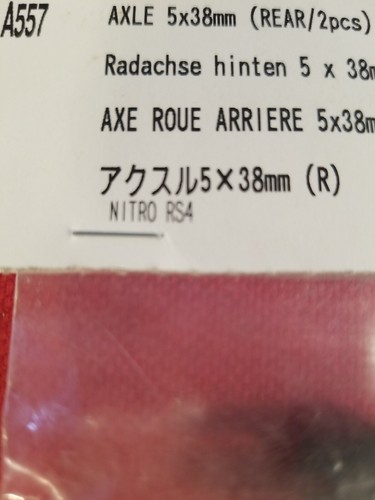 A557
AXLE 5x38mm (REAR/2pcs)
Radachse hinten 5 x 38m
AXE ROUE ARRIERE 5x38m
アクスル5×38mm (R)
NITRO RS4